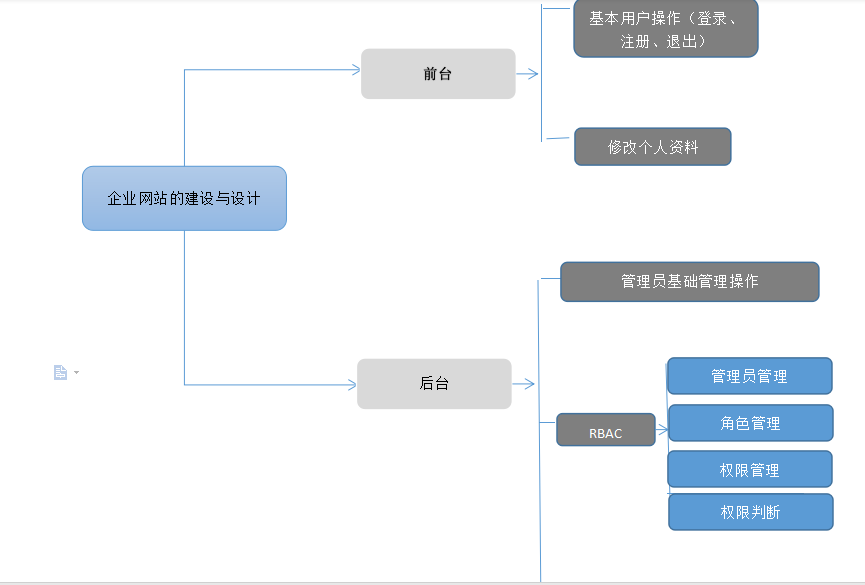 基本用户操作（登录、
注册、退出）
前台
修改个人资料
企业网站的建设与设计
管理员基础管理操作
后台
管理员管理
角色管理
RBAC
权限管理
权限判断